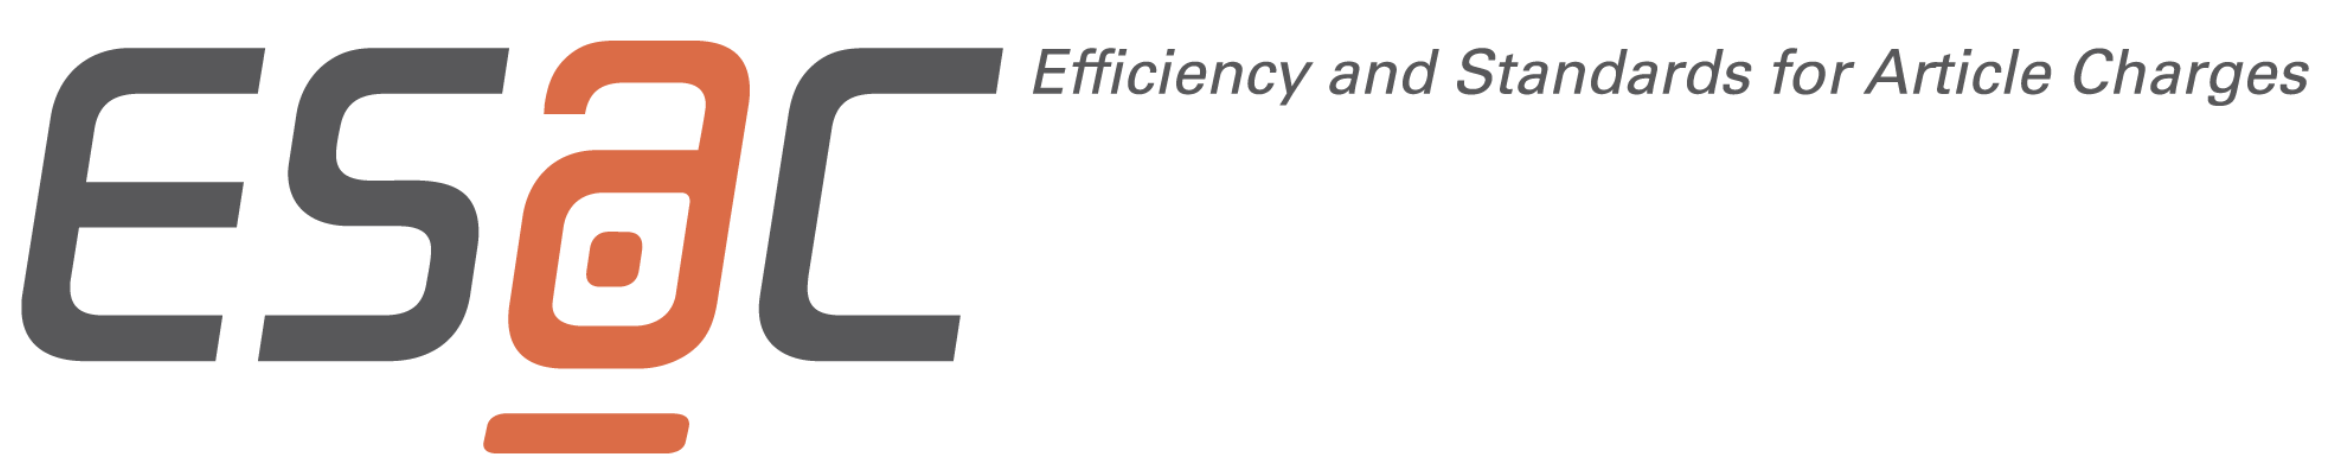 ESaC
Efficiency and Standards for Article Charges